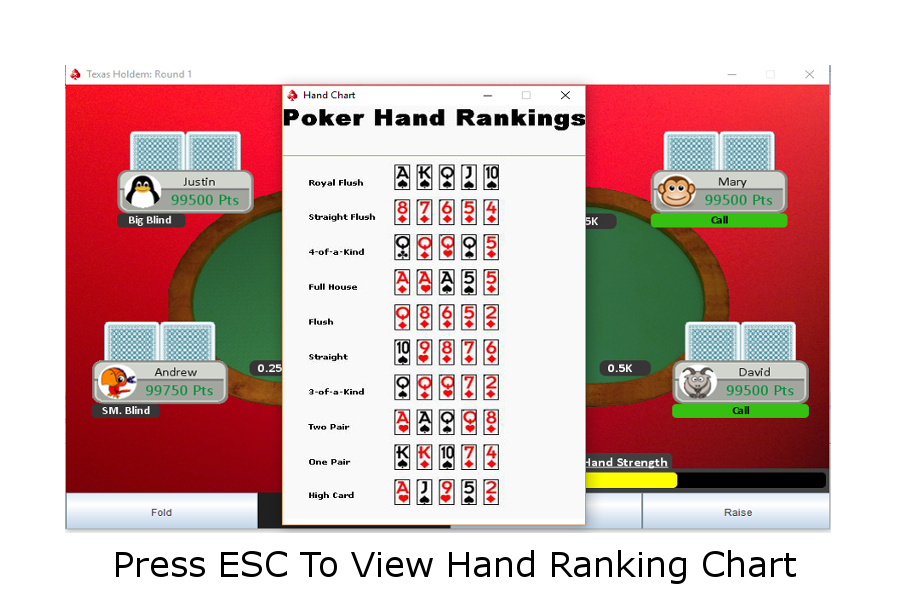 Texas Holdem: Round 1
Hand Chart
Poker Hand Rankings
Royal Flush A K Q J 10
Straight Flush 8 7 6 5 4
4-of-a-Kind Q Q Q Q 5
Full House A A A 5 5
Flush Q 8 6 5 2
Straight 10 9 8 7 6
3-of-a-Kind Q Q Q 7 2
Two Pair A A Q Q 8
One Pair K K 10 7 4
High Card A J 9 5 2
Justin
99500 Pts
Big Blind
Mary
99500 Pts
Call
5K
Andrew
99750 Pts
SM. Blind
0.25
0.5K
David
99500 Pts
Call
Hand Strength
Fold
Raise
Press ESC To View Hand Ranking Chart